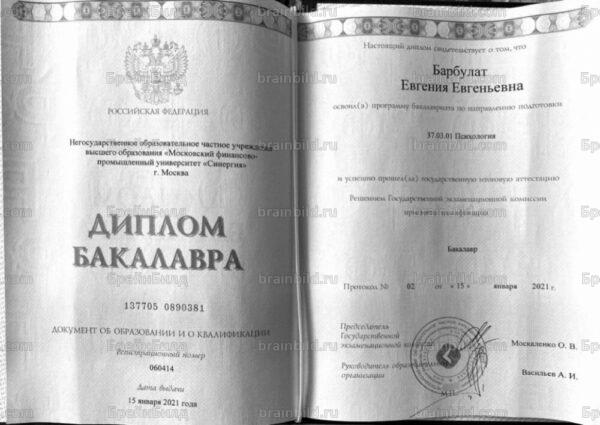 РОССИЙСКАЯ ФЕДЕРАЦИЯ
Негосударственное образовательное частное учреждение
высшего образования «Московский финансово-
промышленный университет «Синергия»
г. Москва
ДИПЛОМ
БАКАЛАВРА
137705 0890381
ДОКУМЕНТ ОБ ОБРАЗОВАНИИ И О КВАЛИФИКАЦИИ
Регистрационный номер
060414
Дата выдачи
15 января 2021 года
Настоящий диплом свидетельствует о том, что
Барбулат
Евгения Евгеньевна
освоил(а) программу бакалавриата по направлению подготовки
37.03.01 Психология
и успешно прошел(ла) государственную итоговую аттестацию
Решением Государственной экзаменационной комиссии
присвоена квалификация
Бакалавр
Протокол № 02 от «15» января 2021 г.
Председатель
Государственной
экзаменационной комиссии
Москаленко О. В.
Руководитель образовательной
организации
Васильев А. И.
М.П.
brainbild.ru
БрейнБилд